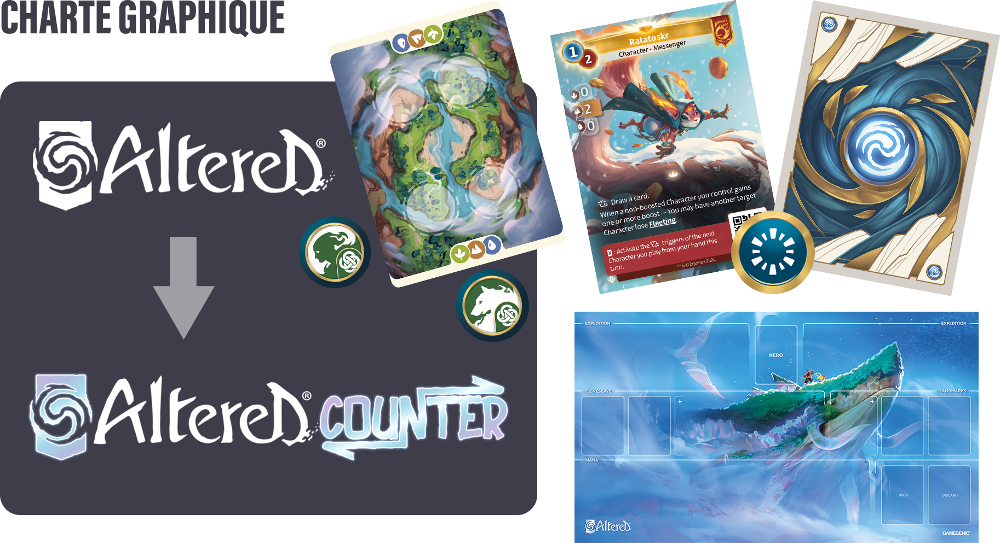 CHARTE GRAPHIQUE
Altered®
Altered® COUNTER
Ratatoskr
Character - Messenger
1
2
0
2
0
Draw a card.
When a non-boosted Character you control gains
one or more boost — You may have another target
Character lose Fleeting.
X : Activate the triggers of the next
Character you play from your hand this
turn.
™ & © Equinox 2024
EXPEDITION
EXPEDITION
HERO
RESERVE
LANDMARKS
+
+
MANA
DECK
DISCARD
Altered
GAMEGENIC